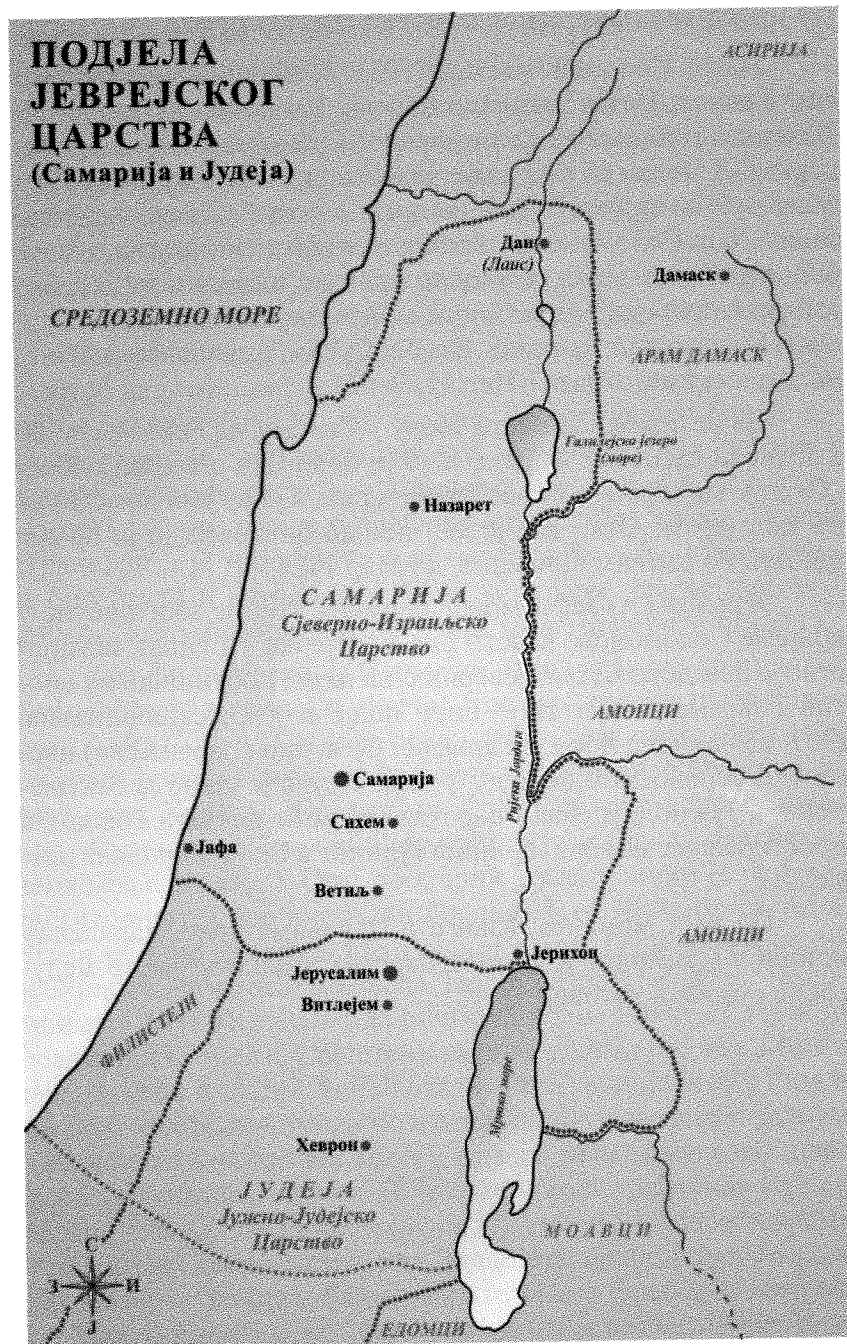 ПОДЈЕЛА
ЈЕВРЕЈСКОГ
ЦАРСТВА
(Самарија и Јудеја)
АСИРИЈА
Дан
(Лаис)
Дамаск
СРЕДОЗЕМНО МОРЕ
АРАМ ДАМАСК
Галилејско језеро
(море)
Назарет
САМАРИЈА
Сјеверно-Израиљско
Царство
АМОНЦИ
Ријека Јордан
Самарија
Сихем
Јафа
Ветиљ
АМОНЦИ
Јерихон
Јерусалим
Витлејем
ФИЛИСТЕЈИ
Мртво море
Хеврон
ЈУДЕЈА
Јужно-Јудејско
Царство
МОАВЦИ
С
З И
Ј
ЕДОМЦИ